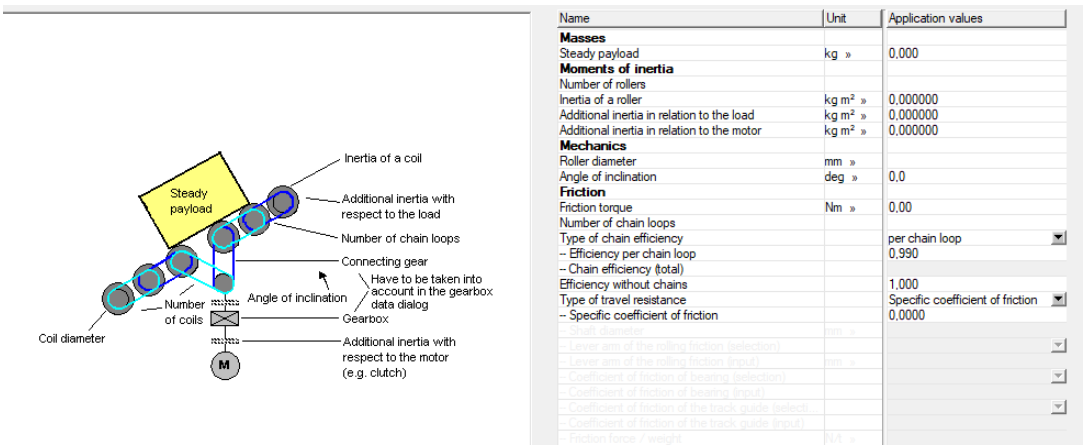 Inertia of a coil
Steady
payload
Additional inertia with
respect to the load
Number of chain loops
Connecting gear
Have to be taken into
account in the gearbox
data dialog
Angle of inclination
Number
of coils
Gearbox
Coil diameter
Additional inertia with
respect to the motor
(e.g. clutch)
M
Name Unit Application values
Masses
Steady payload kg » 0,000
Moments of inertia
Number of rollers
Inertia of a roller kg m² » 0,000000
Additional inertia in relation to the load kg m² » 0,000000
Additional inertia in relation to the motor kg m² » 0,000000
Mechanics
Roller diameter mm »
Angle of inclination deg » 0,0
Friction
Friction torque Nm » 0,00
Number of chain loops
Type of chain efficiency per chain loop
-- Efficiency per chain loop 0,990
-- Chain efficiency (total)
Efficiency without chains 1,000
Type of travel resistance Specific coefficient of friction
-- Specific coefficient of friction 0,0000
-- Shaft diameter mm »
-- Lever arm of the rolling friction (selection)
-- Lever arm of the rolling friction (input) mm »
-- Coefficient of friction of bearing (selection)
-- Coefficient of friction of bearing (input)
-- Coefficient of friction of the track guide (selecti
-- Coefficient of friction of the track guide (input)
-- Friction force / weight N/t »